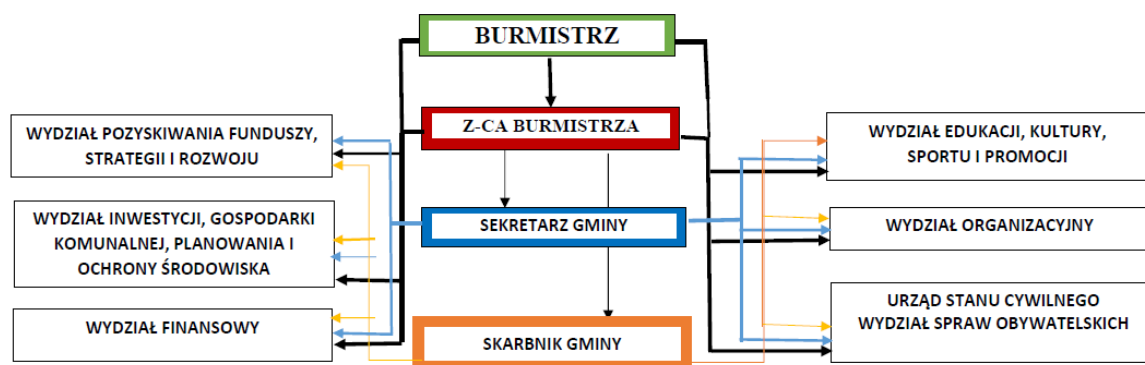 BURMISTRZ
Z-CA BURMISTRZA
WYDZIAŁ POZYSKIWANIA FUNDUSZY,
STRATEGII I ROZWOJU
WYDZIAŁ EDUKACJI, KULTURY,
SPORTU I PROMOCJI
WYDZIAŁ INWESTYCJI, GOSPODARKI
KOMUNALNEJ, PLANOWANIA I
OCHRONY ŚRODOWISKA
SEKRETARZ GMINY
WYDZIAŁ ORGANIZACYJNY
WYDZIAŁ FINANSOWY
SKARBNIK GMINY
URZĄD STANU CYWILNEGO
WYDZIAŁ SPRAW OBYWATELSKICH